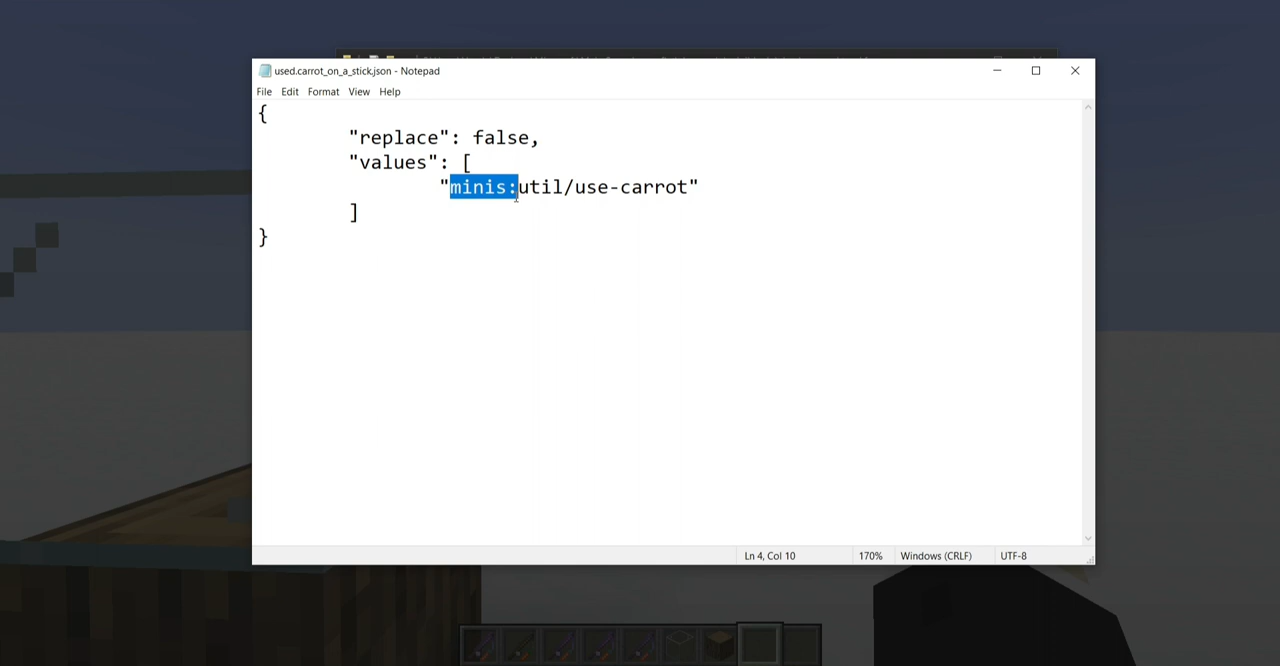 used.carrot_on_a_stick.json - Notepad
File Edit Format View Help
{
"replace": false,
"values": [
"minis:util/use-carrot"
]
}
Ln 4, Col 10 170% Windows (CRLF) UTF-8